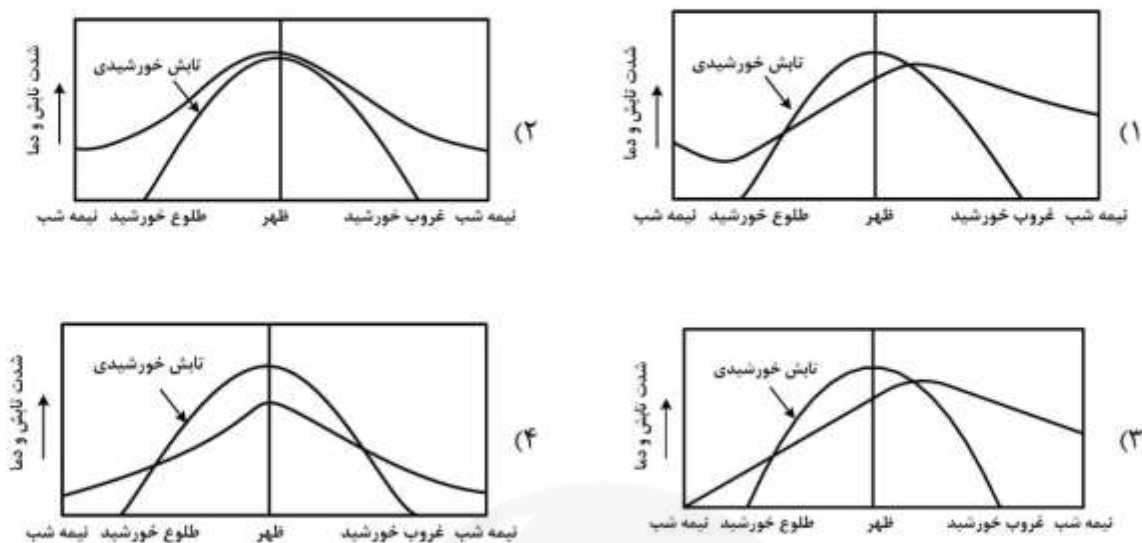 شدت تابش و دما
تابش خورشیدی
نیمه شب طلوع خورشید ظهر غروب خورشید نیمه شب
۱)
شدت تابش و دما
تابش خورشیدی
نیمه شب طلوع خورشید ظهر غروب خورشید نیمه شب
۲)
شدت تابش و دما
تابش خورشیدی
نیمه شب طلوع خورشید ظهر غروب خورشید نیمه شب
۳)
شدت تابش و دما
تابش خورشیدی
نیمه شب طلوع خورشید ظهر غروب خورشید نیمه شب
۴)